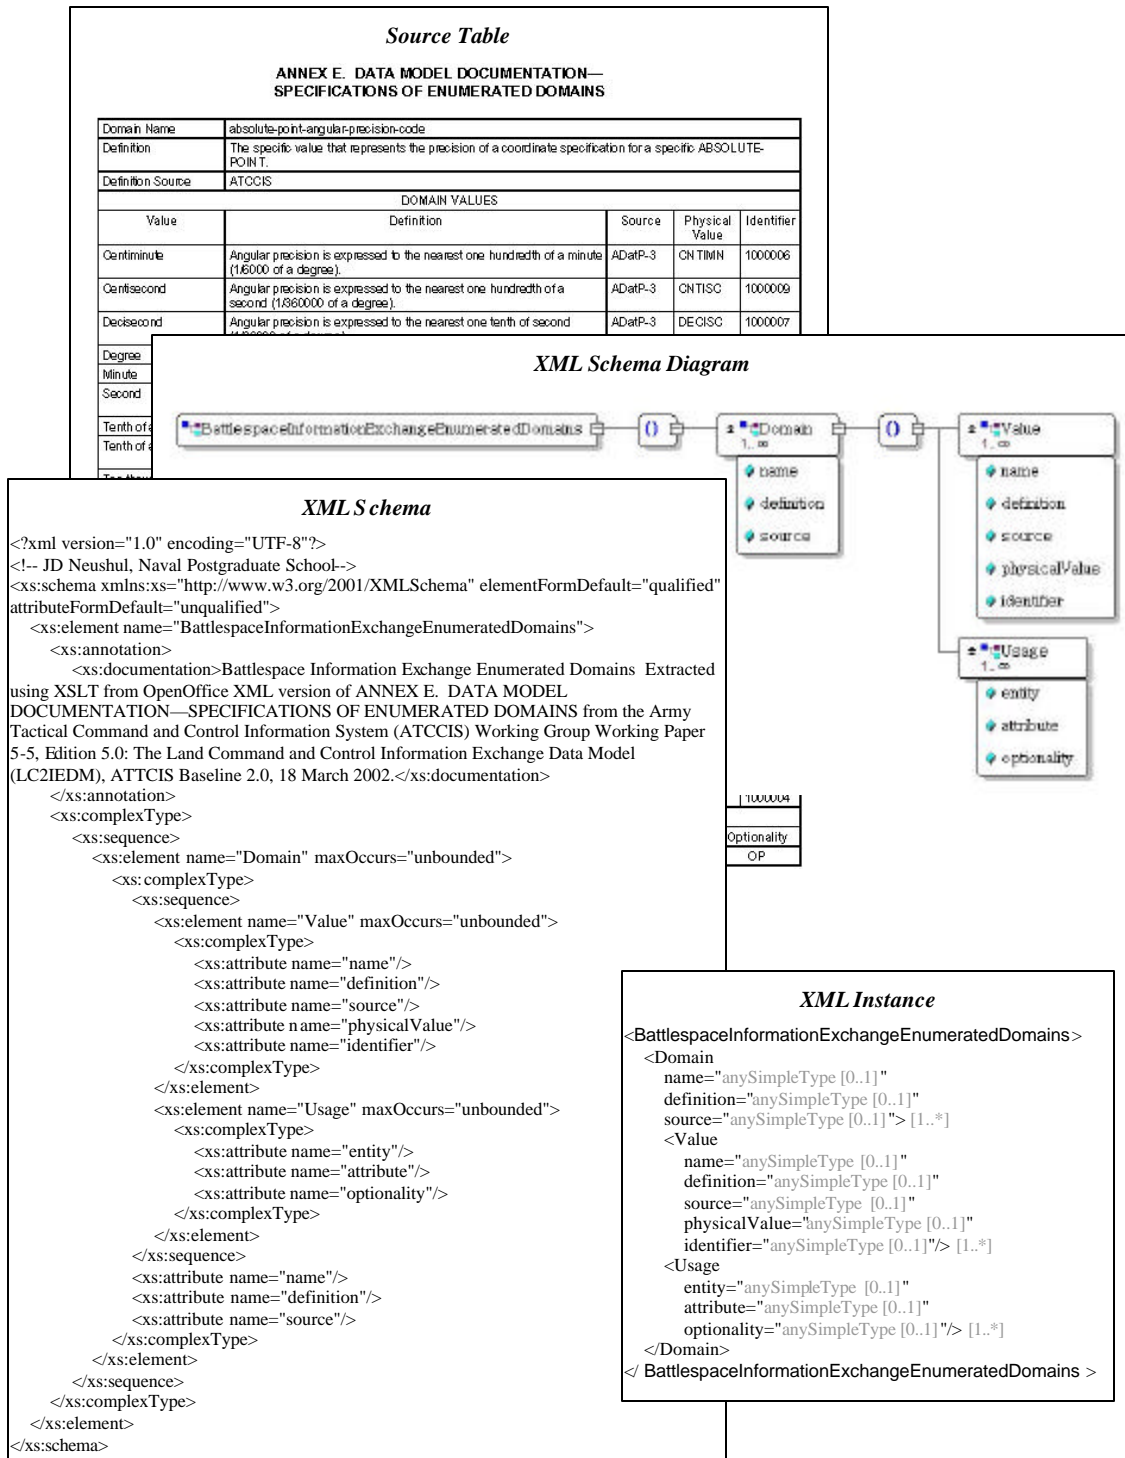 Source Table
ANNEX E. DATA MODEL DOCUMENTATION—
SPECIFICATIONS OF ENUMERATED DOMAINS
Domain Name absolute-point-angular-precision-code
Definition The specific value that represents the precision of a coordinate specification for a specific ABSOLUTE-
POINT.
Definition Source ATCCIS
DOMAIN VALUES
Value Definition Source Physical Identifier
Value
Centiminute Angular precision is expressed to the nearest one hundredth of a minute ADatP-3 CNTIMN 1000006
(1/6000 of a degree).
Centisecond Angular precision is expressed to the nearest one hundredth of a ADatP-3 CNTISC 1000009
second (1/360000 of a degree).
Decisecond Angular precision is expressed to the nearest one tenth of second ADatP-3 DECISC 1000007
Degree
Minute
Second
Tenth of
Tenth of
1000004
Optionality
OP
XML Schema Diagram
BattlespaceInformationExchangeEnumeratedDomains () Domain () Value
1..∞ 1..∞
name
definition
source
name
definition
source
physicalValue
identifier
Usage
1..∞
entity
attribute
optionality
XML S chema
<?xml version="1.0" encoding="UTF-8"?>
<!-- JD Neushul, Naval Postgraduate School-->
<xs:schema xmlns:xs="http://www.w3.org/2001/XMLSchema" elementFormDefault="qualified"
attributeFormDefault="unqualified">
<xs:element name="BattlespaceInformationExchangeEnumeratedDomains">
<xs:annotation>
<xs:documentation>Battlespace Information Exchange Enumerated Domains Extracted
using XSLT from OpenOffice XML version of ANNEX E. DATA MODEL
DOCUMENTATION—SPECIFICATIONS OF ENUMERATED DOMAINS from the Army
Tactical Command and Control Information System (ATCCIS) Working Group Working Paper
5-5, Edition 5.0: The Land Command and Control Information Exchange Data Model
(LC2IEDM), ATTCIS Baseline 2.0, 18 March 2002.</xs:documentation>
</xs:annotation>
<xs:complexType>
<xs:sequence>
<xs:element name="Domain" maxOccurs="unbounded">
<xs:complexType>
<xs:sequence>
<xs:element name="Value" maxOccurs="unbounded">
<xs:complexType>
<xs:attribute name="name"/>
<xs:attribute name="definition"/>
<xs:attribute name="source"/>
<xs:attribute name="physicalValue"/>
<xs:attribute name="identifier"/>
</xs:complexType>
</xs:element>
<xs:element name="Usage" maxOccurs="unbounded">
<xs:complexType>
<xs:attribute name="entity"/>
<xs:attribute name="attribute"/>
<xs:attribute name="optionality"/>
</xs:complexType>
</xs:element>
</xs:sequence>
<xs:attribute name="name"/>
<xs:attribute name="definition"/>
<xs:attribute name="source"/>
</xs:complexType>
</xs:element>
</xs:sequence>
</xs:complexType>
</xs:element>
</xs:schema>
XML Instance
<BattlespaceInformationExchangeEnumeratedDomains>
<Domain
name="anySimpleType [0..1]"
definition="anySimpleType [0..1]"
source="anySimpleType [0..1]"> [1..*]
<Value
name="anySimpleType [0..1]"
definition="anySimpleType [0..1]"
source="anySimpleType [0..1]"
physicalValue="anySimpleType [0..1]"
identifier="anySimpleType [0..1]"/> [1..*]
<Usage
entity="anySimpleType [0..1]"
attribute="anySimpleType [0..1]"
optionality="anySimpleType [0..1]"/> [1..*]
</Domain>
</ BattlespaceInformationExchangeEnumeratedDomains >